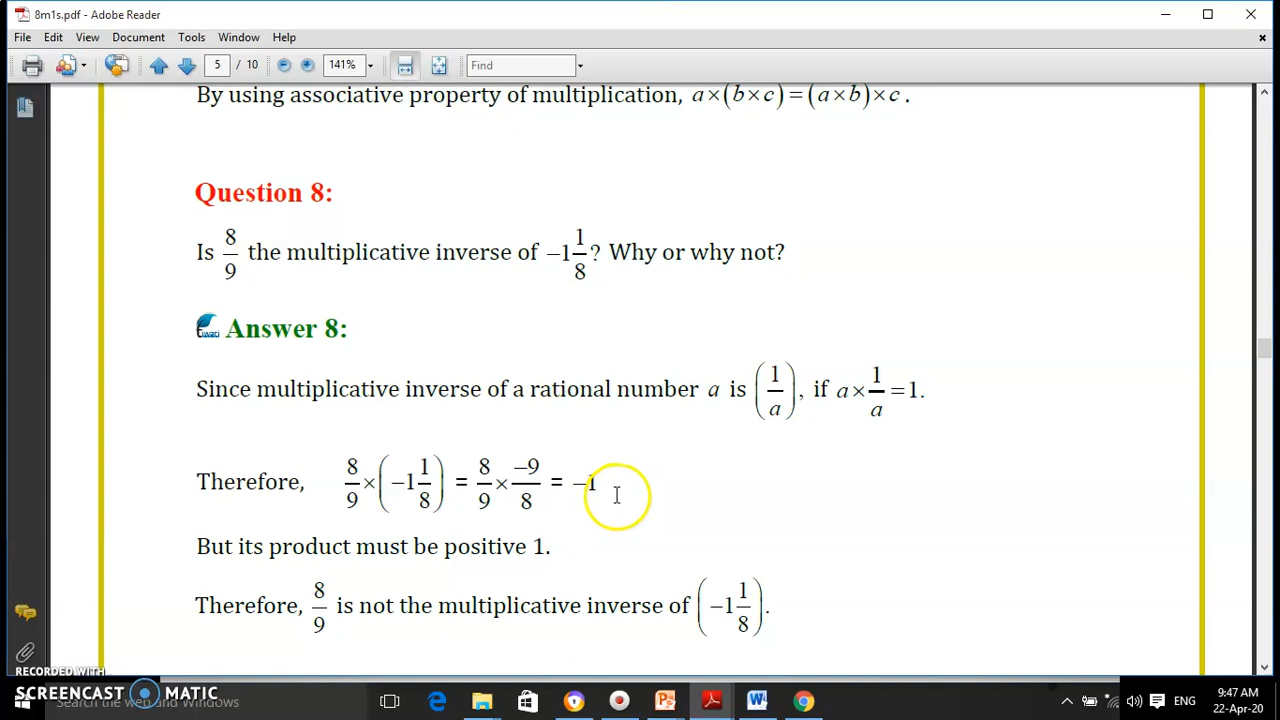 8m1s.pdf - Adobe Reader
File Edit View Document Tools Window Help
5 / 10 141% Find
By using associative property of multiplication, a×(b×c)=(a×b)×c.
Question 8:
Is 8/9 the multiplicative inverse of −1 1/8? Why or why not?
Answer 8:
Since multiplicative inverse of a rational number a is (1/a), if a×1/a=1.
Therefore, 8/9×(−1 1/8) = 8/9×−9/8 = −1
But its product must be positive 1.
Therefore, 8/9 is not the multiplicative inverse of (−1 1/8).
RECORDED WITH
SCREENCAST MATIC
Search the web and Windows
ENG
9:47 AM
22-Apr-20